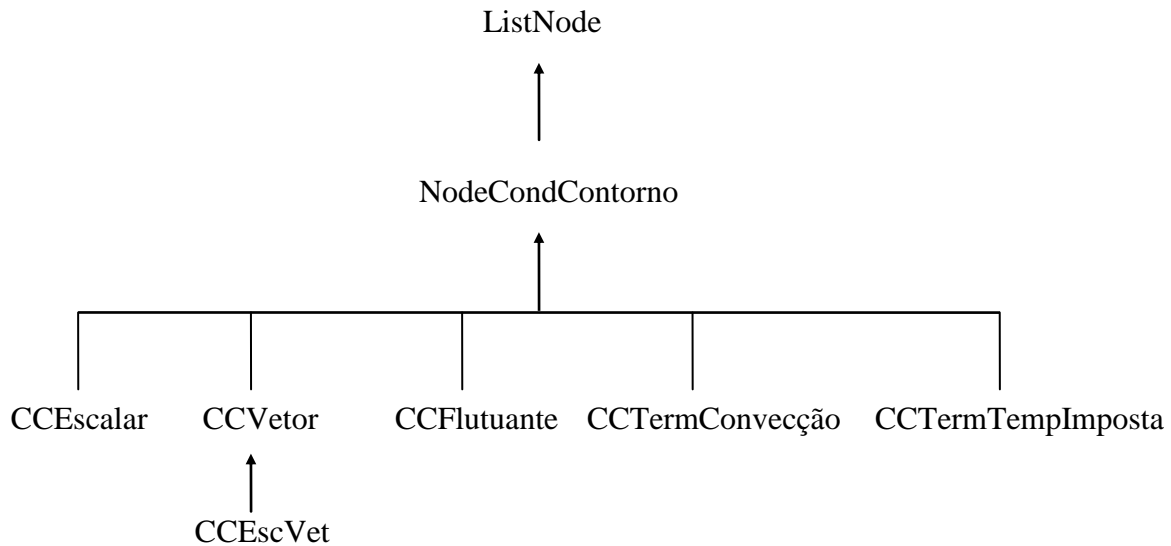 ListNode
NodeCondContorno
CCEscalar CCVetor CCFlutuante CCTermConvecção CCTermTempImposta
CCEscVet